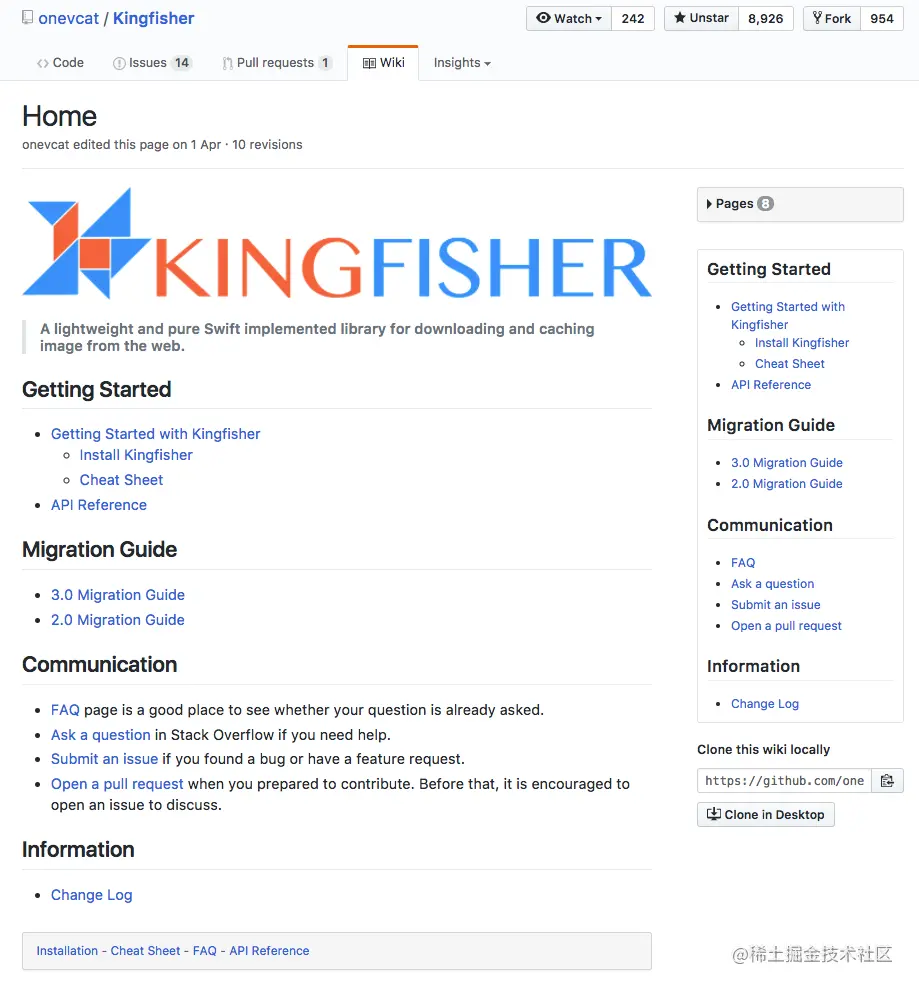 onevcat / Kingfisher
Watch 242
Unstar 8,926
Fork 954
Code
Issues 14
Pull requests 1
Wiki
Insights
Home
onevcat edited this page on 1 Apr · 10 revisions
KINGFISHER
A lightweight and pure Swift implemented library for downloading and caching
image from the web.
Getting Started
Getting Started with Kingfisher
Install Kingfisher
Cheat Sheet
API Reference
Migration Guide
3.0 Migration Guide
2.0 Migration Guide
Communication
FAQ page is a good place to see whether your question is already asked.
Ask a question in Stack Overflow if you need help.
Submit an issue if you found a bug or have a feature request.
Open a pull request when you prepared to contribute. Before that, it is encouraged to
open an issue to discuss.
Information
Change Log
Installation - Cheat Sheet - FAQ - API Reference
Pages 8
Getting Started
Getting Started with
Kingfisher
Install Kingfisher
Cheat Sheet
API Reference
Migration Guide
3.0 Migration Guide
2.0 Migration Guide
Communication
FAQ
Ask a question
Submit an issue
Open a pull request
Information
Change Log
Clone this wiki locally
https://github.com/one
Clone in Desktop
@稀土掘金技术社区